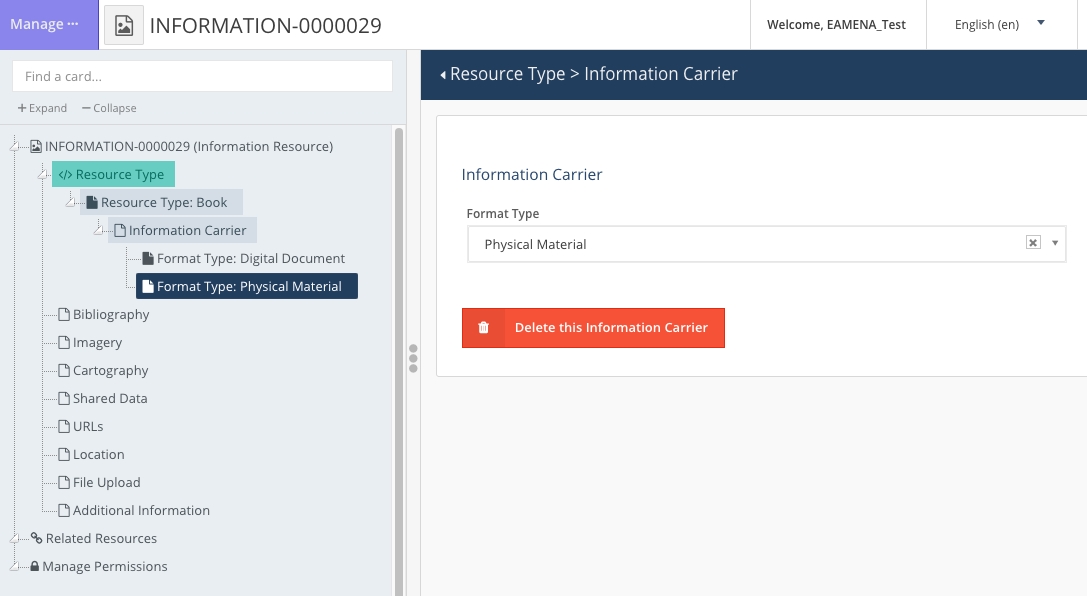 Manage ···
INFORMATION-0000029
Welcome, EAMENA_Test
English (en)
Find a card...
+ Expand
− Collapse
Resource Type > Information Carrier
INFORMATION-0000029 (Information Resource)
</> Resource Type
Resource Type: Book
Information Carrier
Format Type: Digital Document
Format Type: Physical Material
Bibliography
Imagery
Cartography
Shared Data
URLs
Location
File Upload
Additional Information
Related Resources
Manage Permissions
Information Carrier
Format Type
Physical Material
Delete this Information Carrier